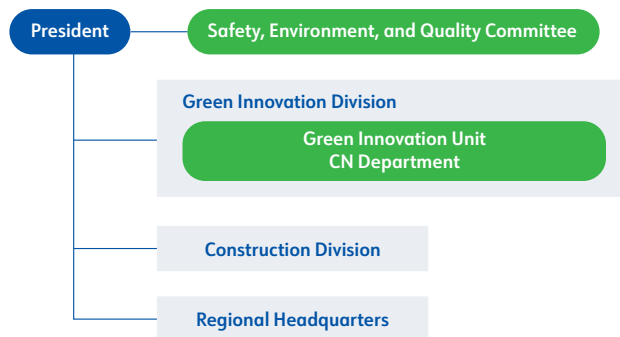 President
Safety, Environment, and Quality Committee
Green Innovation Division
Green Innovation Unit
CN Department
Construction Division
Regional Headquarters